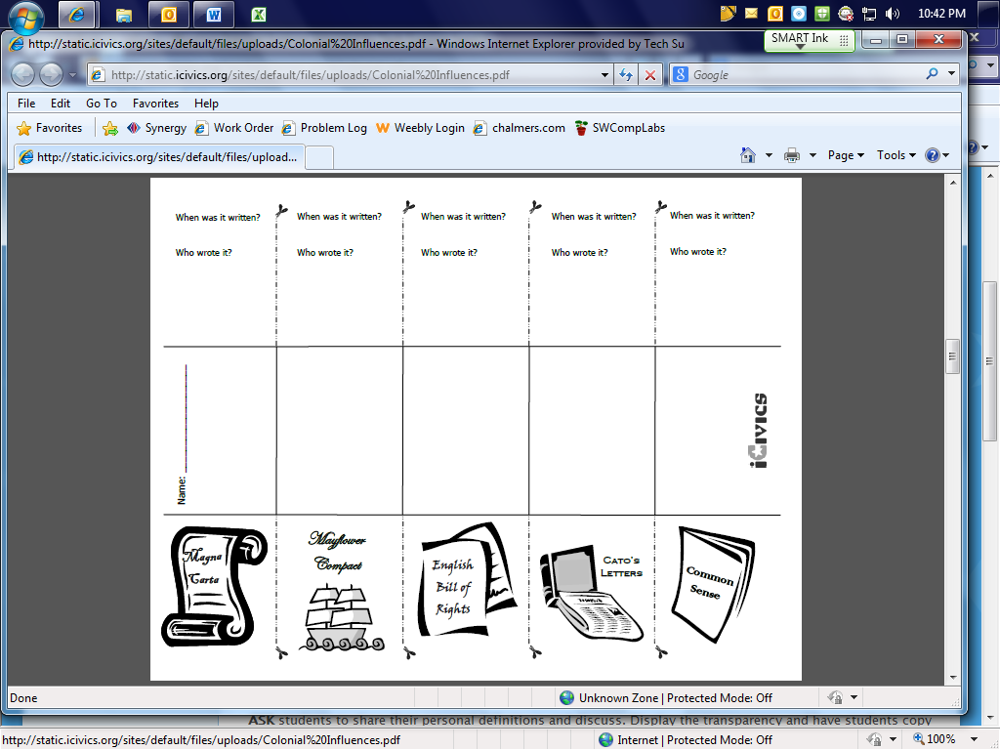 10:42 PM
http://static.icivics.org/sites/default/files/uploads/Colonial%20Influences.pdf - Windows Internet Explorer provided by Tech Su
SMART Ink
http://static.icivics.org/sites/default/files/uploads/Colonial%20Influences.pdf
Google
File Edit Go To Favorites Help
Favorites Synergy Work Order Problem Log Weebly Login chalmers.com SWCompLabs
http://static.icivics.org/sites/default/files/upload...
Page Tools
When was it written? When was it written? When was it written? When was it written? When was it written?
Who wrote it? Who wrote it? Who wrote it? Who wrote it? Who wrote it?
Name:
iCivics
Magna
Carta
Mayflower
Compact
English
Bill of
Rights
Cato's
Letters
Common
Sense
Done Unknown Zone | Protected Mode: Off
ASK students to share their personal definitions and discuss. Display the transparency and have students copy
http://static.icivics.org/sites/default/files/uploads/Colonial%20Influences.pdf Internet | Protected Mode: Off 100%